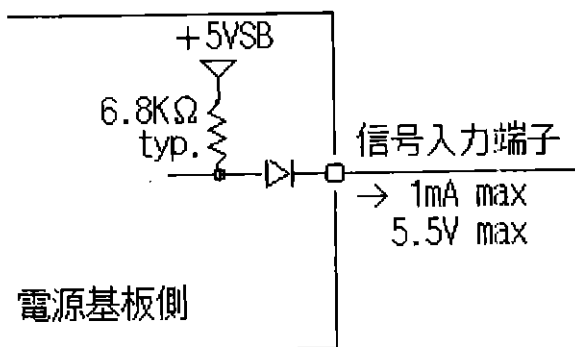 +5VSB
6.8KΩ
typ.
信号入力端子
→ 1mA max
5.5V max
電源基板側